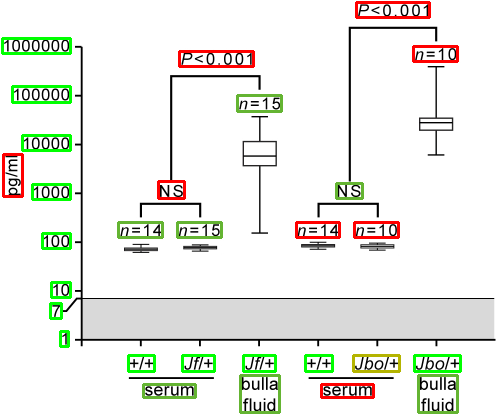 P<0.001
P<0.001
n=10
n=15
NS
NS
n=14
n=15
n=14
n=10
pg/ml
1000000
100000
10000
1000
100
10
7
1
+/+
Jf/+
Jf/+
+/+
Jbo/+
Jbo/+
serum
bulla
fluid
serum
bulla
fluid